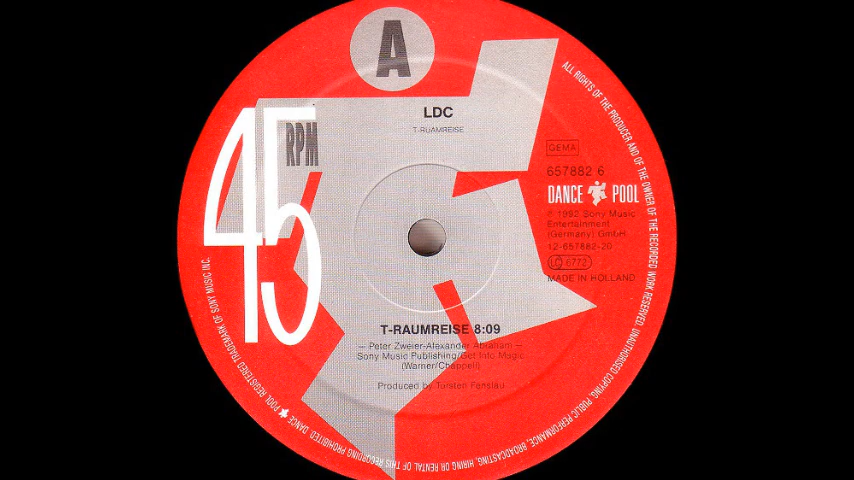 A
45
RPM
LDC
T-RUAMREISE
GEMA
657882 6
DANCE POOL
℗ 1992 Sony Music
Entertainment
(Germany) GmbH
12-657882-20
LC 6772
MADE IN HOLLAND
T-RAUMREISE 8:09
— Peter Zweier-Alexander Abraham —
Sony Music Publishing/Get Into Magic
(Warner/Chappell)
Produced by Torsten Fenslau
ALL RIGHTS OF THE PRODUCER AND OF THE OWNER OF THE RECORDED WORK RESERVED. UNAUTHORISED COPYING, PUBLIC PERFORMANCE, BROADCASTING, HIRING OR RENTAL OF THIS RECORDING PROHIBITED. DANCE POOL REGISTERED TRADEMARK OF SONY MUSIC INC.